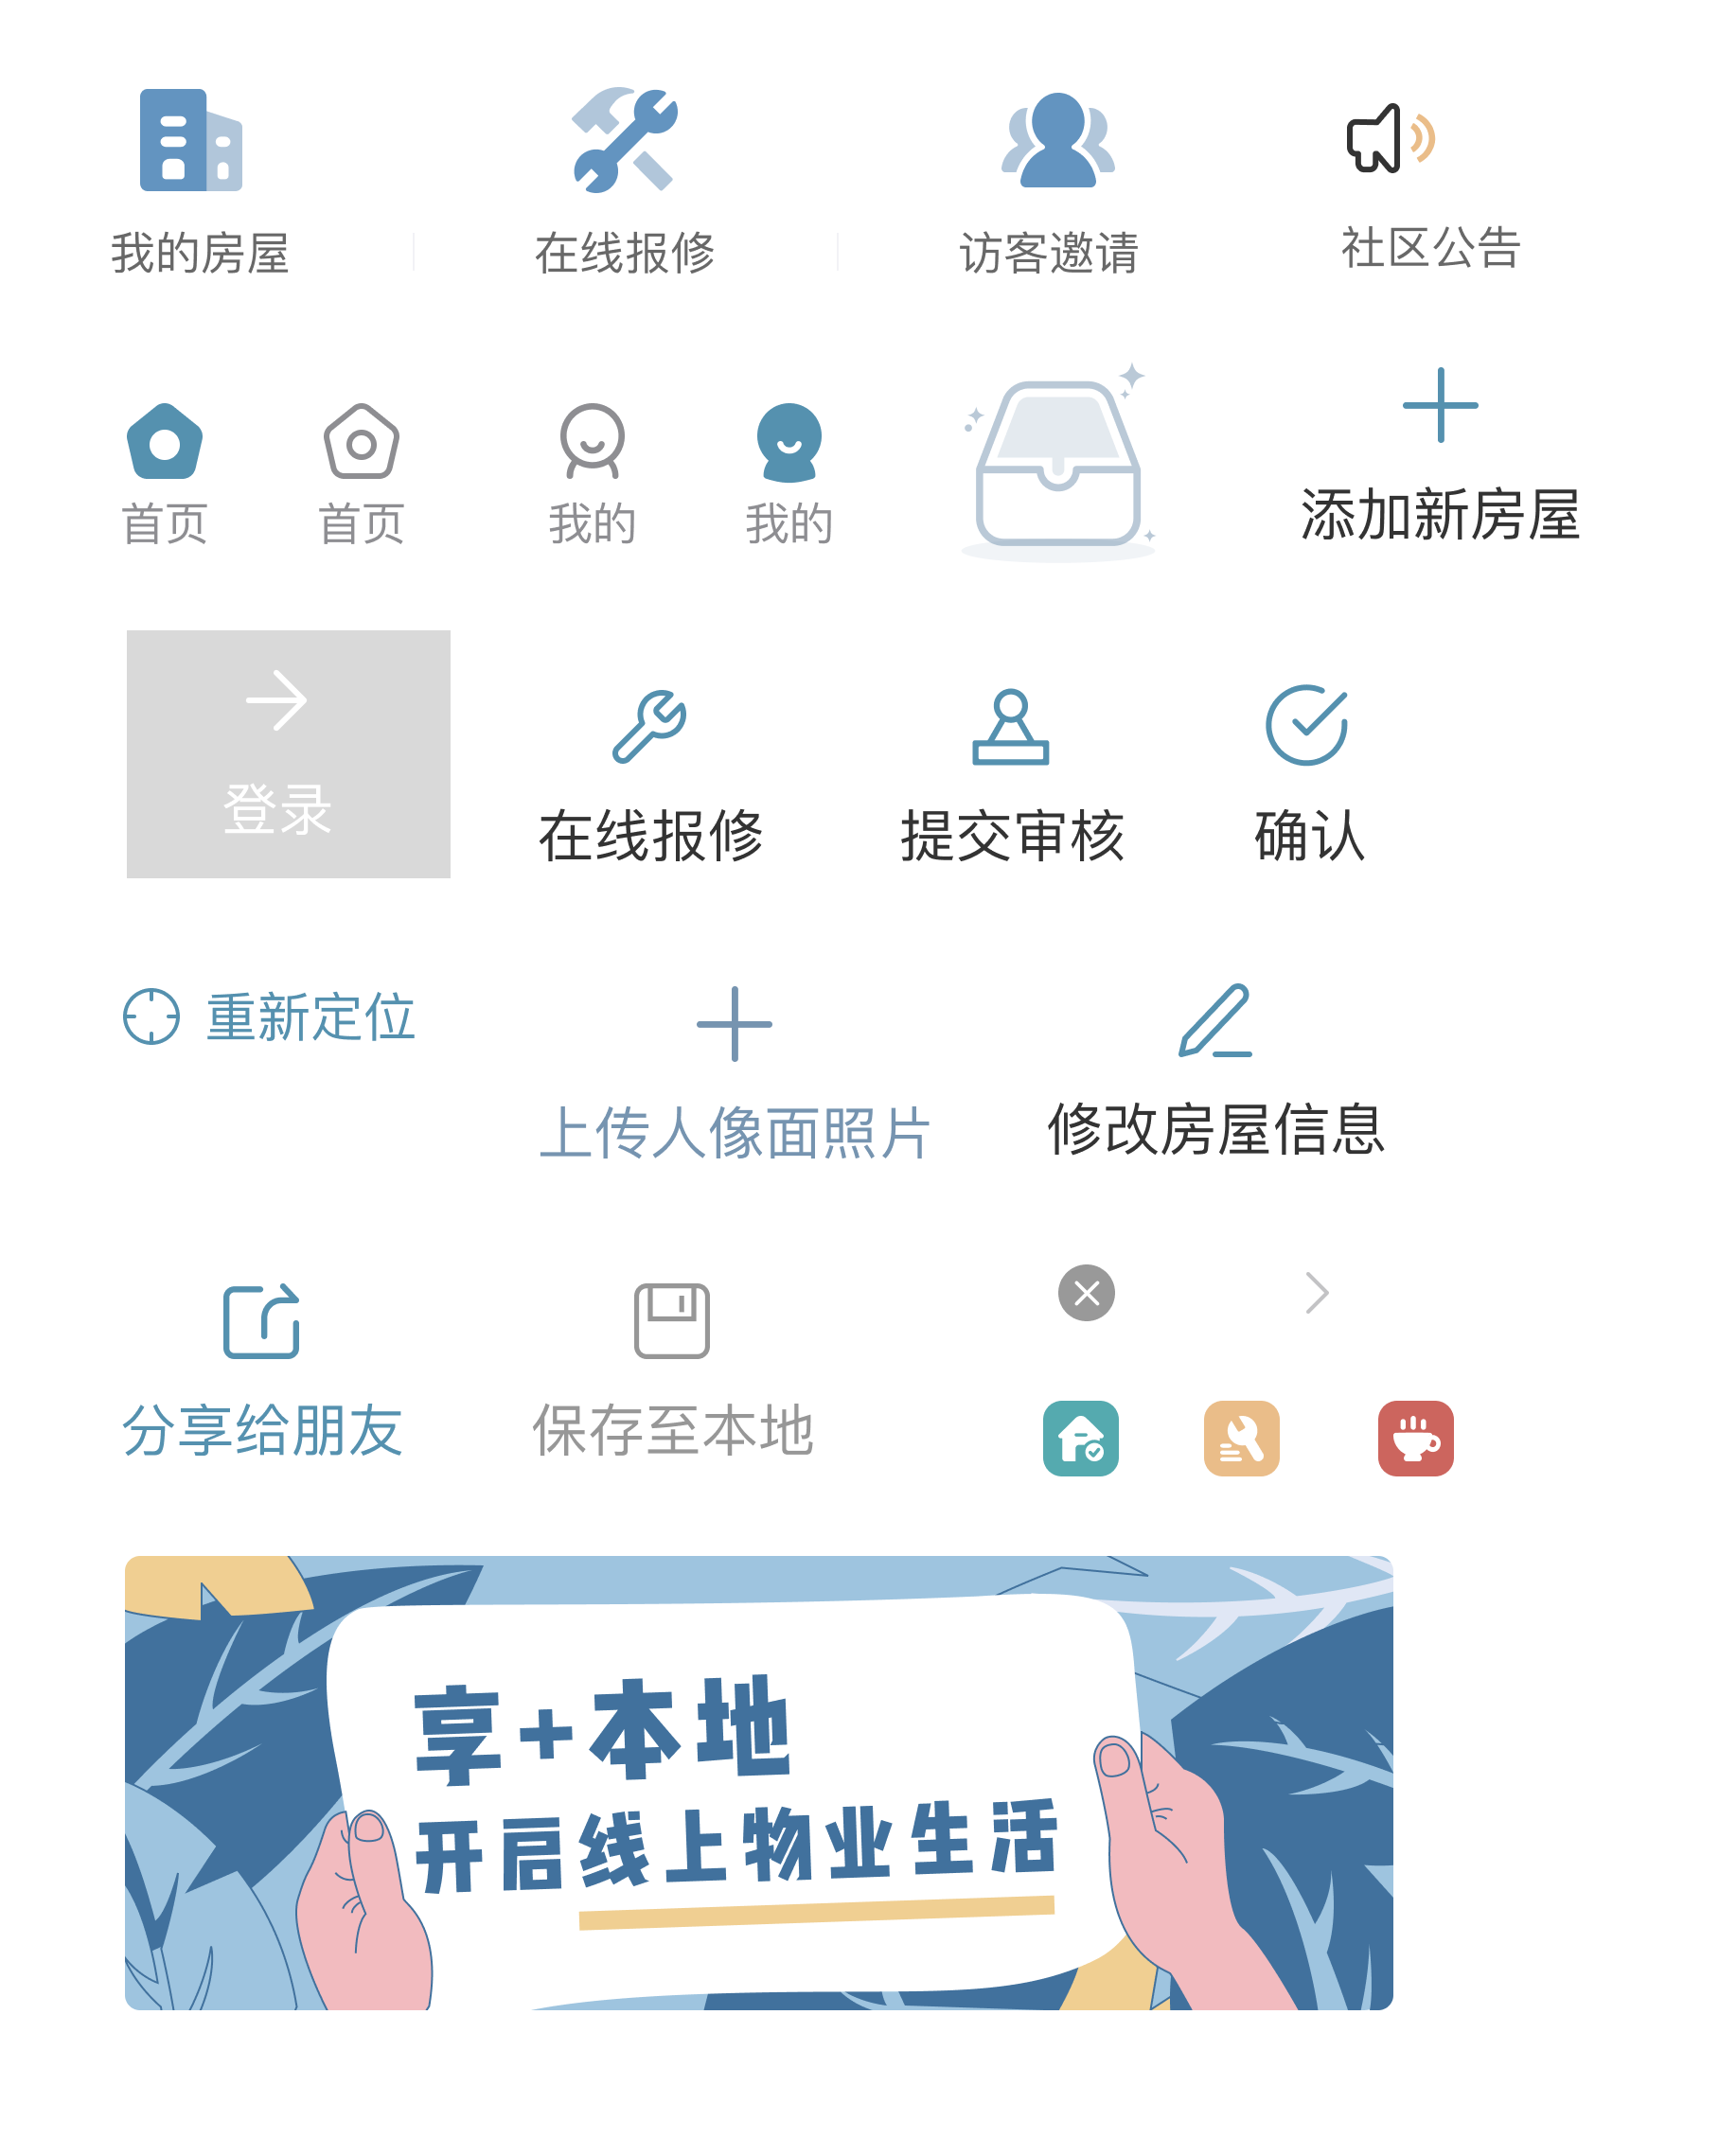 我的房屋
在线报修
访客邀请
社区公告
首页
首页
我的
我的
添加新房屋
登录
在线报修
提交审核
确认
重新定位
上传人像面照片
修改房屋信息
分享给朋友
保存至本地
享+本地
开启线上物业生活